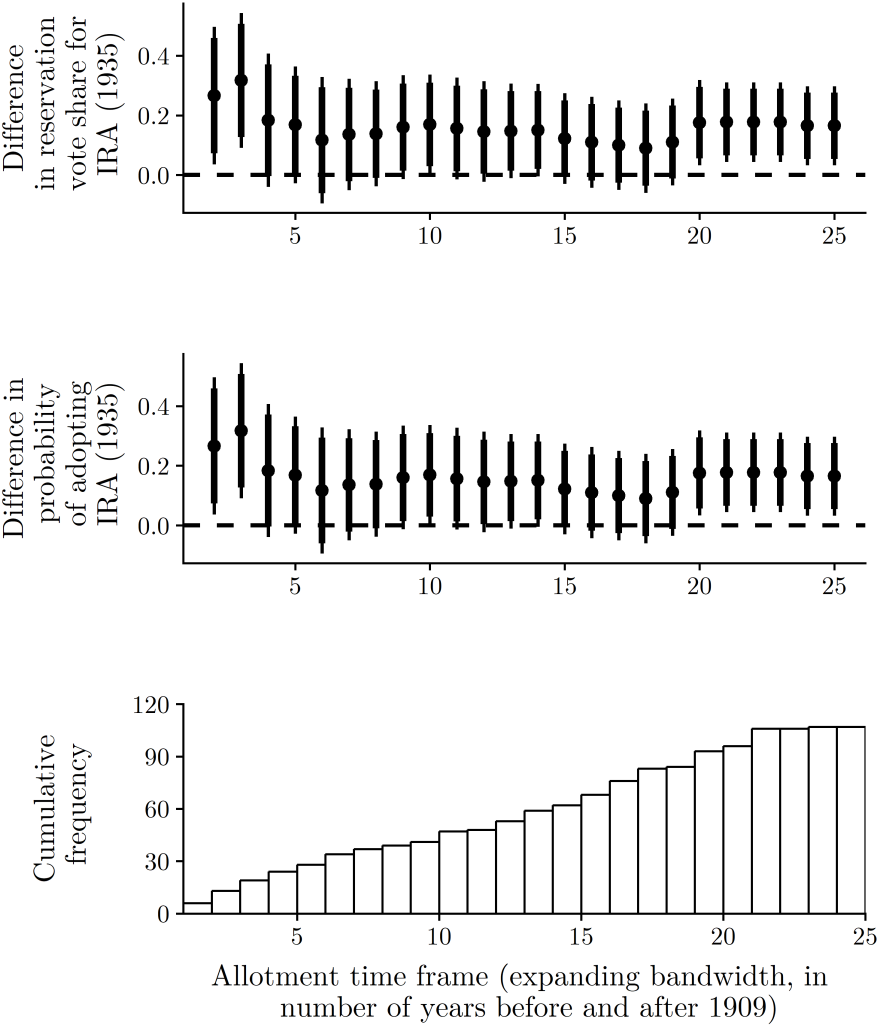 Difference
in reservation
vote share for
IRA (1935)
0.4
0.2
0.0
5 10 15 20 25
Difference in
probability
of adopting
IRA (1935)
0.4
0.2
0.0
5 10 15 20 25
Cumulative
frequency
120
90
60
30
0
5 10 15 20 25
Allotment time frame (expanding bandwidth, in
number of years before and after 1909)